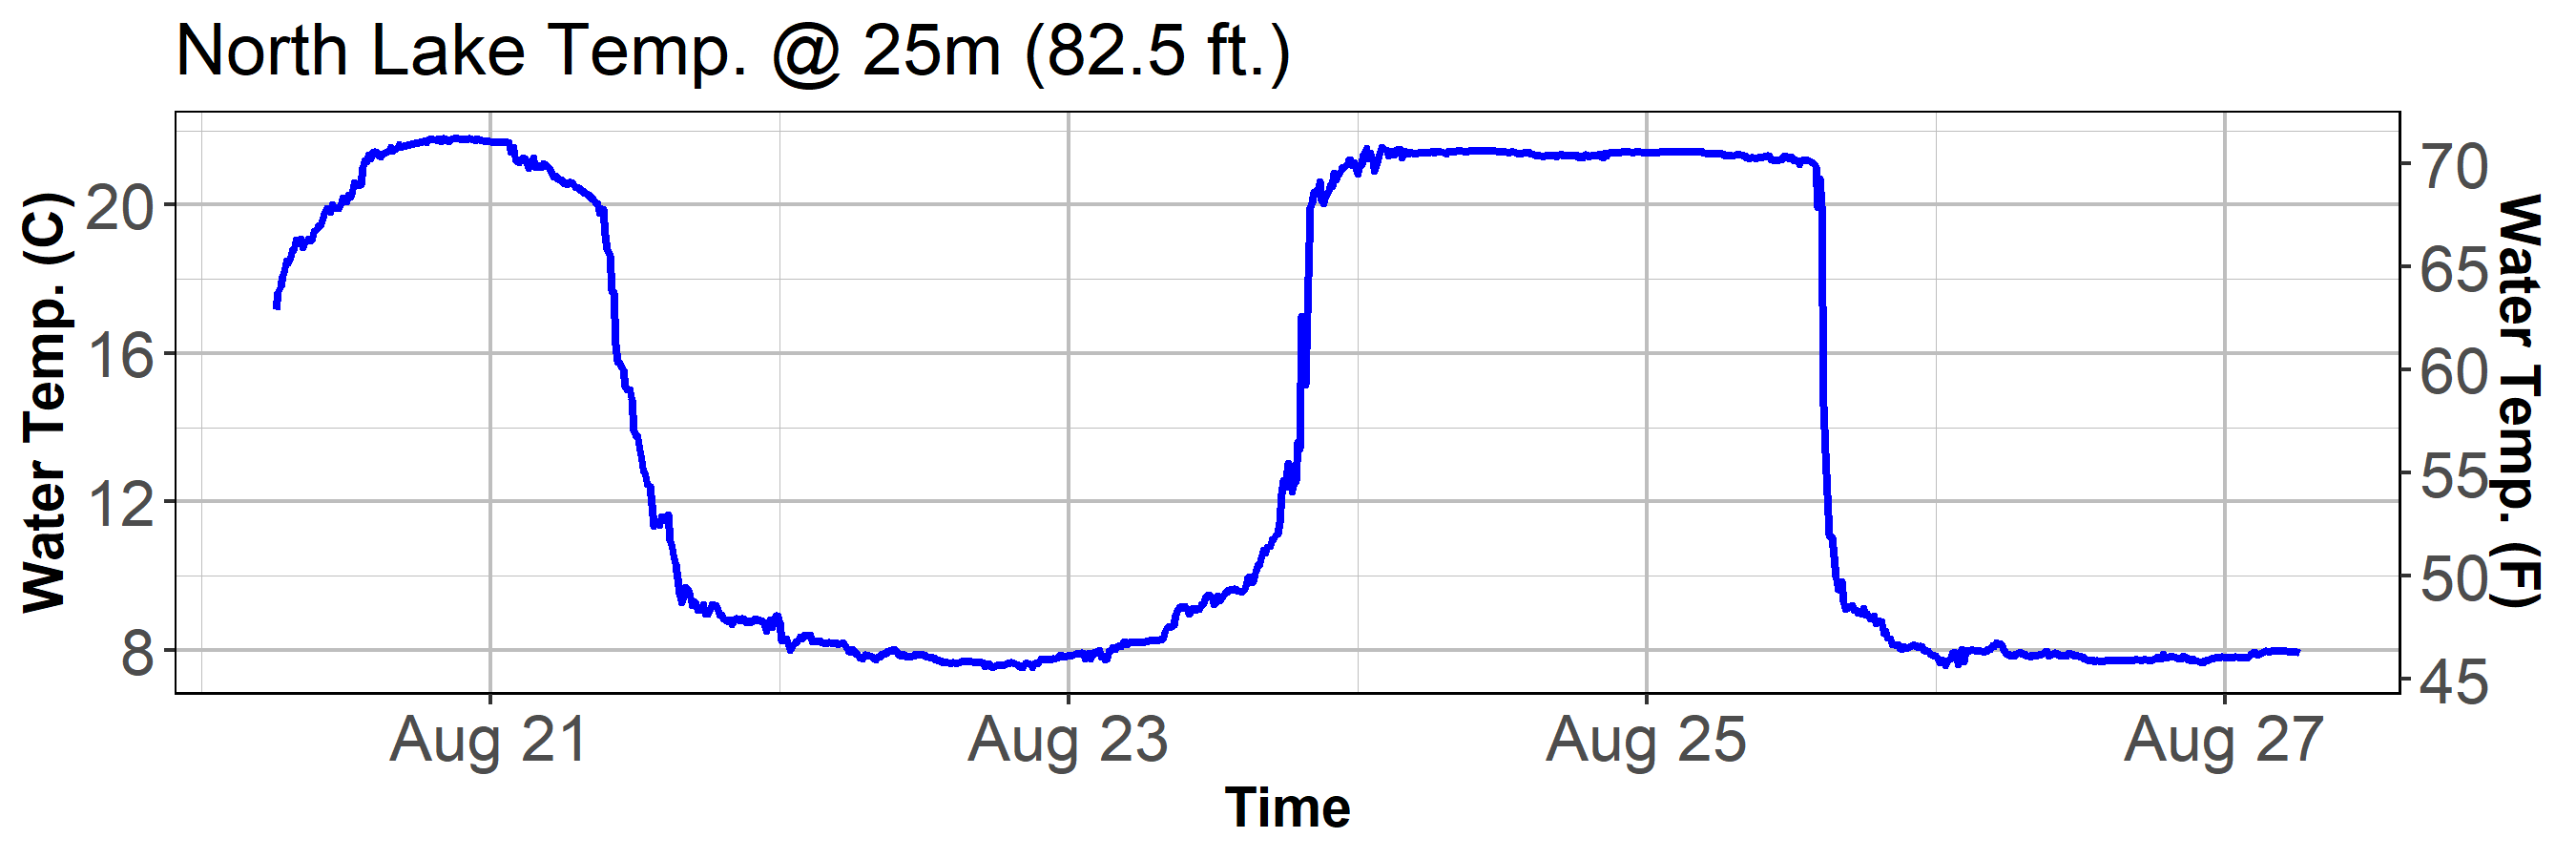 North Lake Temp. @ 25m (82.5 ft.)
Water Temp. (C)
20
16
12
8
70
65
60
55
50
45
Water Temp. (F)
Aug 21
Aug 23
Aug 25
Aug 27
Time